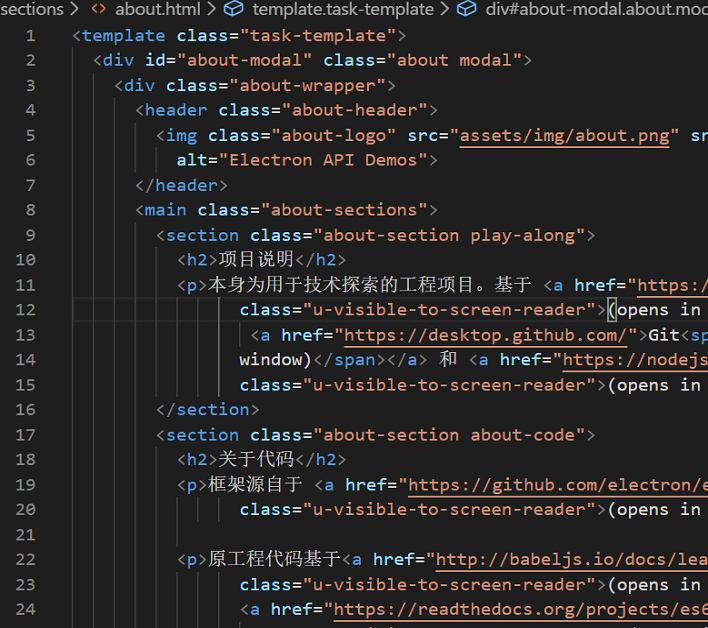 sections > <> about.html > template.task-template > div#about-modal.about.mod
1 <template class="task-template">
2 <div id="about-modal" class="about modal">
3 <div class="about-wrapper">
4 <header class="about-header">
5 <img class="about-logo" src="assets/img/about.png" sr
6 alt="Electron API Demos">
7 </header>
8 <main class="about-sections">
9 <section class="about-section play-along">
10 <h2>项目说明</h2>
11 <p>本身为用于技术探索的工程项目。基于 <a href="https:/
12 class="u-visible-to-screen-reader">(opens in
13 <a href="https://desktop.github.com/">Git<sp
14 window)</span></a> 和 <a href="https://nodejs
15 class="u-visible-to-screen-reader">(opens in
16 </section>
17 <section class="about-section about-code">
18 <h2>关于代码</h2>
19 <p>框架源自于 <a href="https://github.com/electron/e
20 class="u-visible-to-screen-reader">(opens in
21
22 <p>原工程代码基于<a href="http://babeljs.io/docs/lea
23 class="u-visible-to-screen-reader">(opens in
24 <a href="https://readthedocs.org/projects/es6